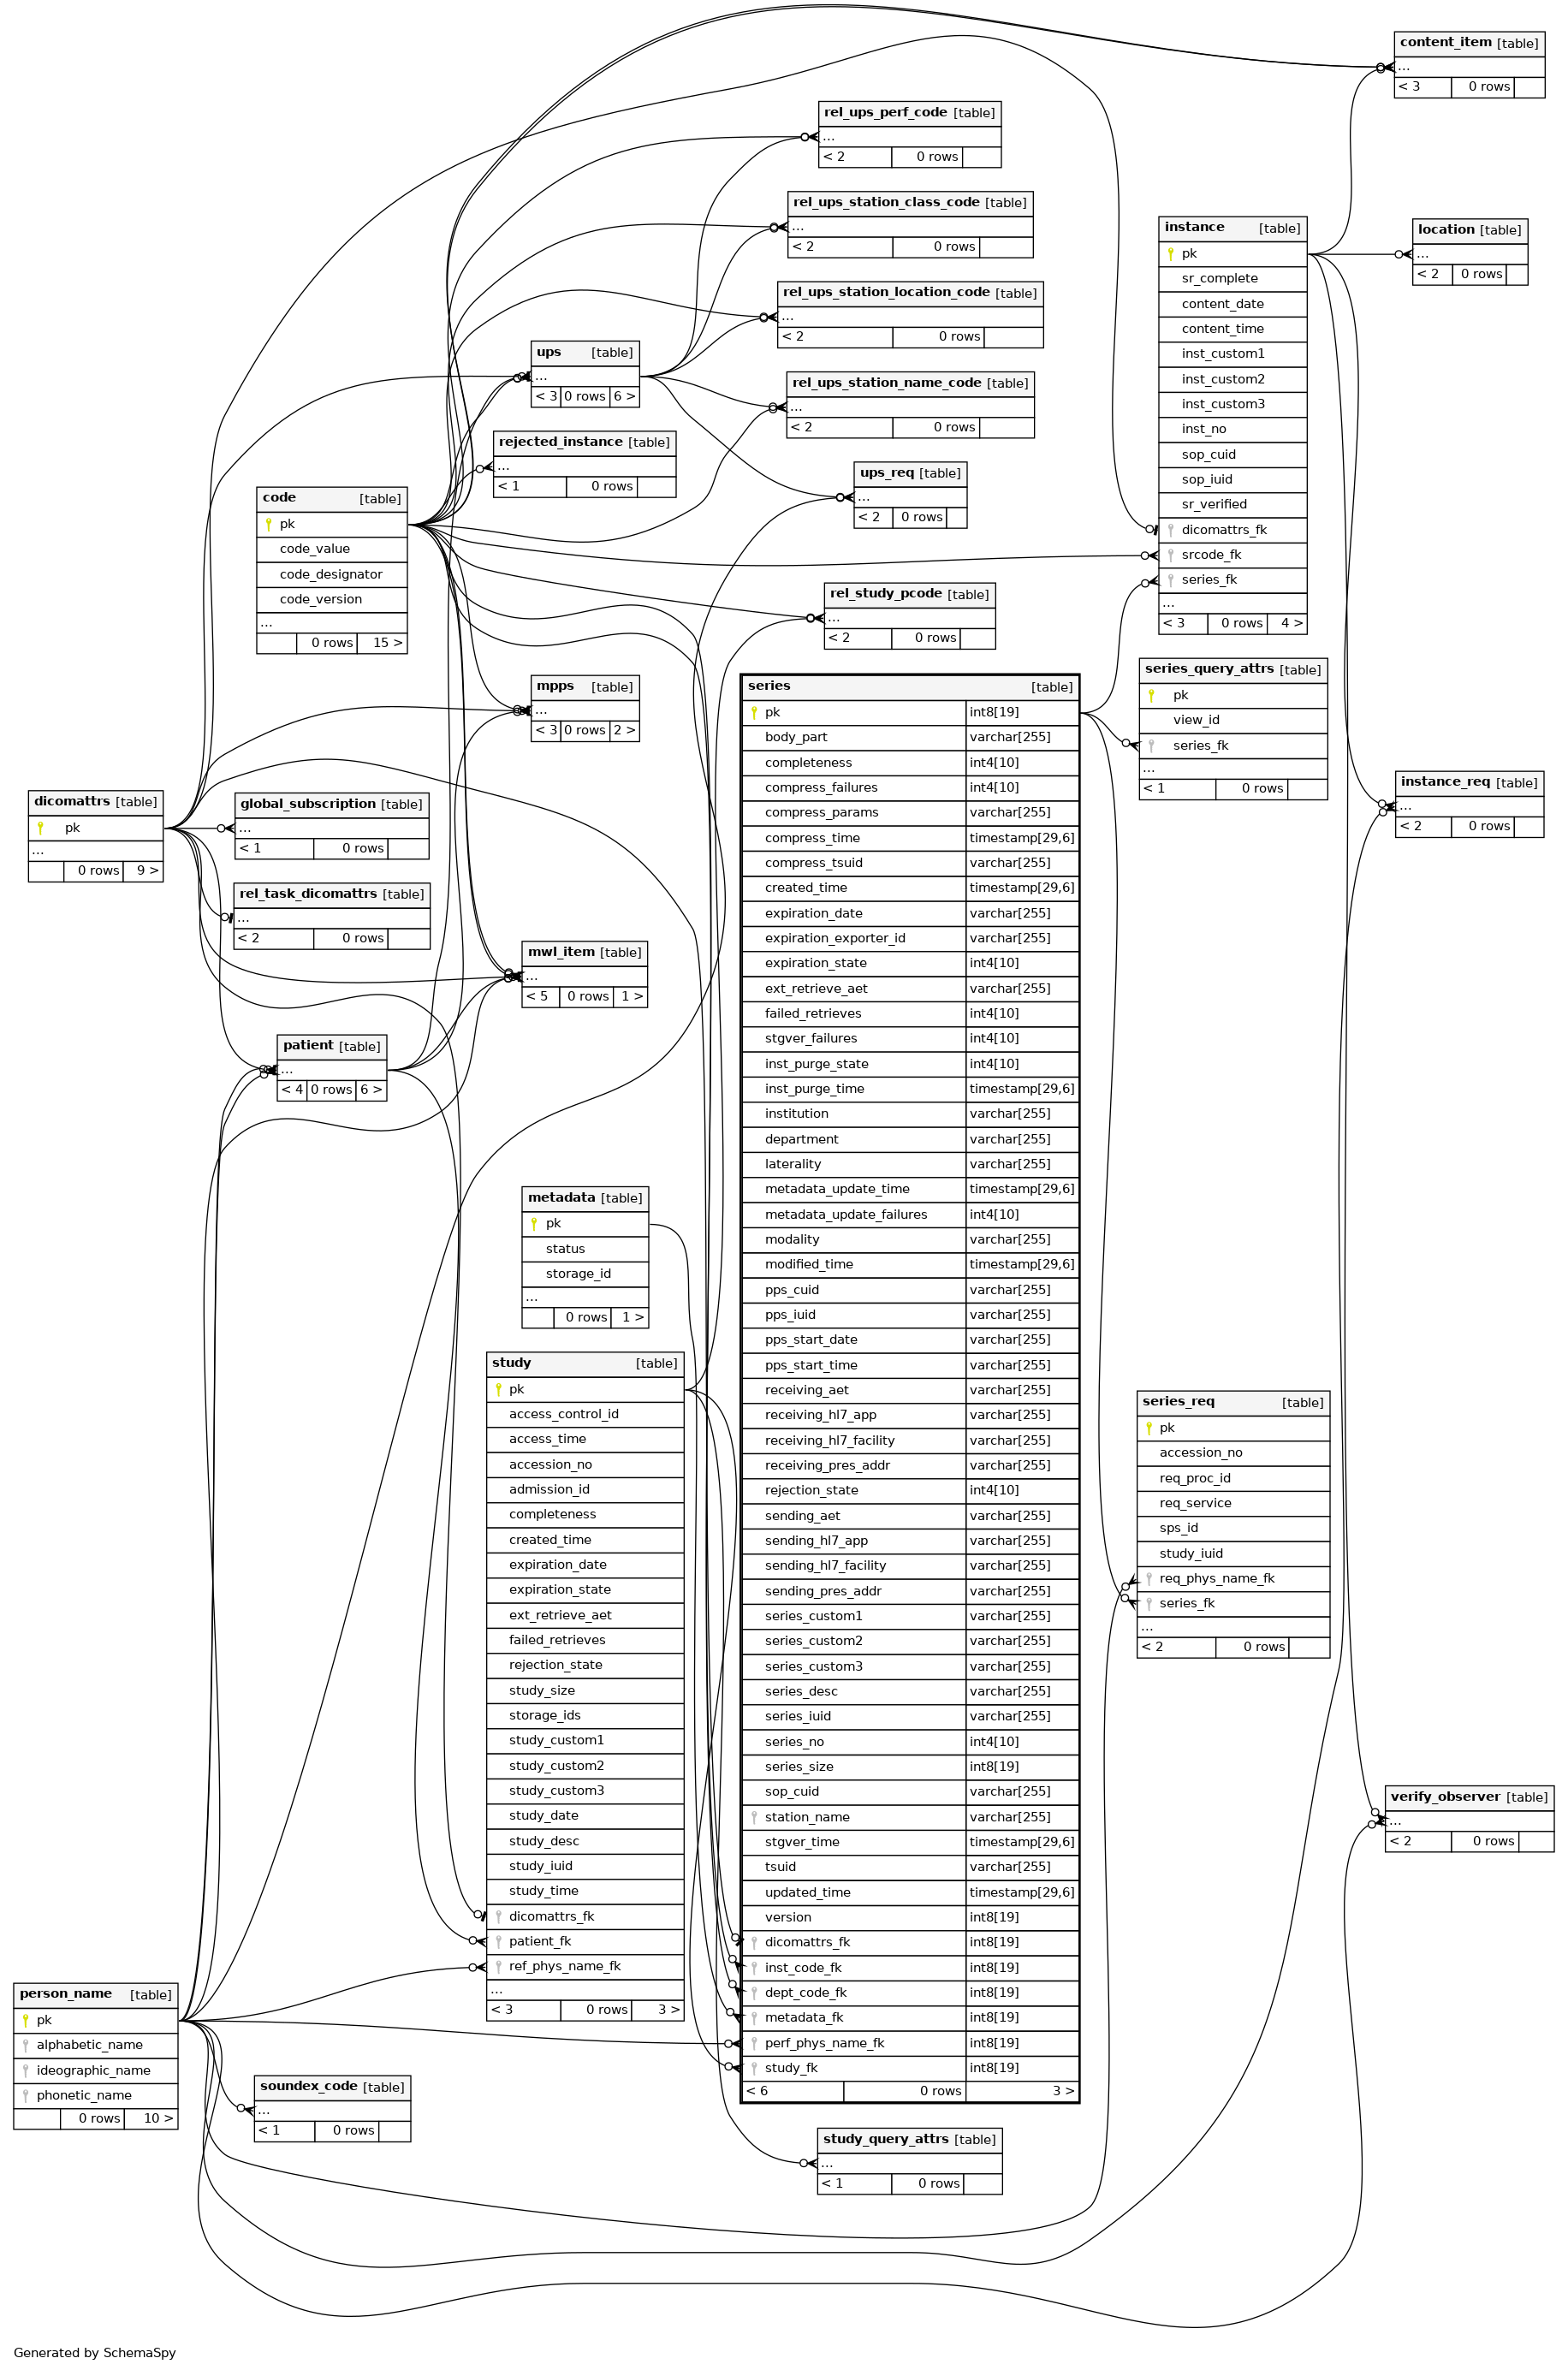 content_item [table]
...
< 3 0 rows
rel_ups_perf_code [table]
...
< 2 0 rows
rel_ups_station_class_code [table]
...
< 2 0 rows
instance [table]
pk
sr_complete
content_date
content_time
inst_custom1
inst_custom2
inst_custom3
inst_no
sop_cuid
sop_iuid
sr_verified
dicomattrs_fk
srcode_fk
series_fk
...
< 3 0 rows 4 >
location [table]
...
< 2 0 rows
rel_ups_station_location_code [table]
...
< 2 0 rows
ups [table]
...
< 3 0 rows 6 >
rel_ups_station_name_code [table]
...
< 2 0 rows
rejected_instance [table]
...
< 1 0 rows
ups_req [table]
...
< 2 0 rows
code [table]
pk
code_value
code_designator
code_version
...
0 rows 15 >
rel_study_pcode [table]
...
< 2 0 rows
series_query_attrs [table]
pk
view_id
series_fk
...
< 1 0 rows
mpps [table]
...
< 3 0 rows 2 >
series [table]
pk int8[19]
body_part varchar[255]
completeness int4[10]
compress_failures int4[10]
compress_params varchar[255]
compress_time timestamp[29,6]
compress_tsuid varchar[255]
created_time timestamp[29,6]
expiration_date varchar[255]
expiration_exporter_id varchar[255]
expiration_state int4[10]
ext_retrieve_aet varchar[255]
failed_retrieves int4[10]
stgver_failures int4[10]
inst_purge_state int4[10]
inst_purge_time timestamp[29,6]
institution varchar[255]
department varchar[255]
laterality varchar[255]
metadata_update_time timestamp[29,6]
metadata_update_failures int4[10]
modality varchar[255]
modified_time timestamp[29,6]
pps_cuid varchar[255]
pps_iuid varchar[255]
pps_start_date varchar[255]
pps_start_time varchar[255]
receiving_aet varchar[255]
receiving_hl7_app varchar[255]
receiving_hl7_facility varchar[255]
receiving_pres_addr varchar[255]
rejection_state int4[10]
sending_aet varchar[255]
sending_hl7_app varchar[255]
sending_hl7_facility varchar[255]
sending_pres_addr varchar[255]
series_custom1 varchar[255]
series_custom2 varchar[255]
series_custom3 varchar[255]
series_desc varchar[255]
series_iuid varchar[255]
series_no int4[10]
series_size int8[19]
sop_cuid varchar[255]
station_name varchar[255]
stgver_time timestamp[29,6]
tsuid varchar[255]
updated_time timestamp[29,6]
version int8[19]
dicomattrs_fk int8[19]
inst_code_fk int8[19]
dept_code_fk int8[19]
metadata_fk int8[19]
perf_phys_name_fk int8[19]
study_fk int8[19]
< 6 0 rows 3 >
instance_req [table]
...
< 2 0 rows
dicomattrs [table]
pk
...
0 rows 9 >
global_subscription [table]
...
< 1 0 rows
rel_task_dicomattrs [table]
...
< 2 0 rows
mwl_item [table]
...
< 5 0 rows 1 >
patient [table]
...
< 4 0 rows 6 >
metadata [table]
pk
status
storage_id
...
0 rows 1 >
study [table]
pk
access_control_id
access_time
accession_no
admission_id
completeness
created_time
expiration_date
expiration_state
ext_retrieve_aet
failed_retrieves
rejection_state
study_size
storage_ids
study_custom1
study_custom2
study_custom3
study_date
study_desc
study_iuid
study_time
dicomattrs_fk
patient_fk
ref_phys_name_fk
...
< 3 0 rows 3 >
series_req [table]
pk
accession_no
req_proc_id
req_service
sps_id
study_iuid
req_phys_name_fk
series_fk
...
< 2 0 rows
verify_observer [table]
...
< 2 0 rows
person_name [table]
pk
alphabetic_name
ideographic_name
phonetic_name
0 rows 10 >
soundex_code [table]
...
< 1 0 rows
study_query_attrs [table]
...
< 1 0 rows
Generated by SchemaSpy